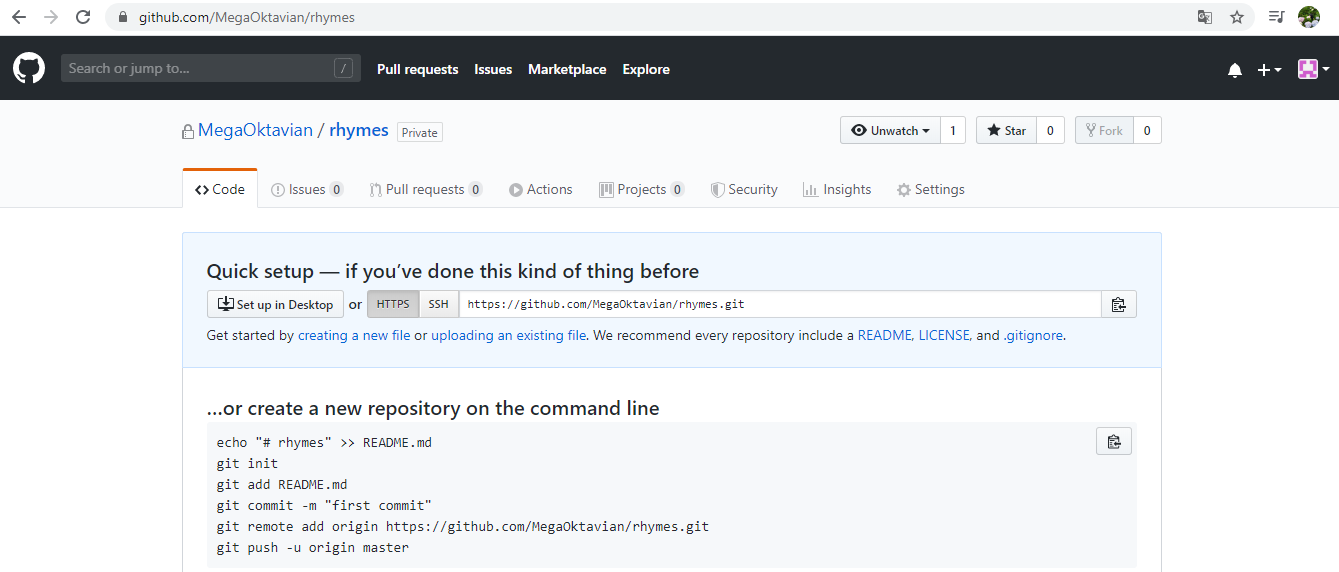 github.com/MegaOktavian/rhymes
Search or jump to... /
Pull requests Issues Marketplace Explore
MegaOktavian / rhymes Private
Unwatch 1 Star 0 Fork 0
Code Issues 0 Pull requests 0 Actions Projects 0 Security Insights Settings
Quick setup — if you’ve done this kind of thing before
Set up in Desktop or HTTPS SSH https://github.com/MegaOktavian/rhymes.git
Get started by creating a new file or uploading an existing file. We recommend every repository include a README, LICENSE, and .gitignore.
…or create a new repository on the command line
echo "# rhymes" >> README.md
git init
git add README.md
git commit -m "first commit"
git remote add origin https://github.com/MegaOktavian/rhymes.git
git push -u origin master